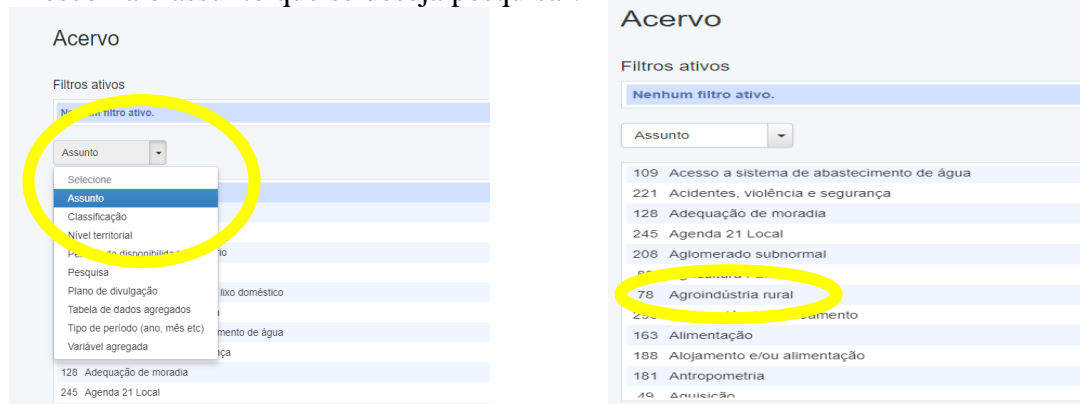 Acervo
Filtros ativos
filtro ativo.
Assunto
Selecione
Assunto
Classificação
Nível territorial
disponibilidade
Pesquisa
Plano de divulgação
lixo doméstico
Tabela de dados agregados
Tipo de período (ano, mês etc)
mento de água
Variável agregada
nça
128 Adequação de moradia
245 Agenda 21 Local
Acervo
Filtros ativos
Nenhum filtro ativo.
Assunto
109 Acesso a sistema de abastecimento de água
221 Acidentes, violência e segurança
128 Adequação de moradia
245 Agenda 21 Local
208 Aglomerado subnormal
78 Agroindústria rural
163 Alimentação
188 Alojamento e/ou alimentação
181 Antropometria
49 Aquisição